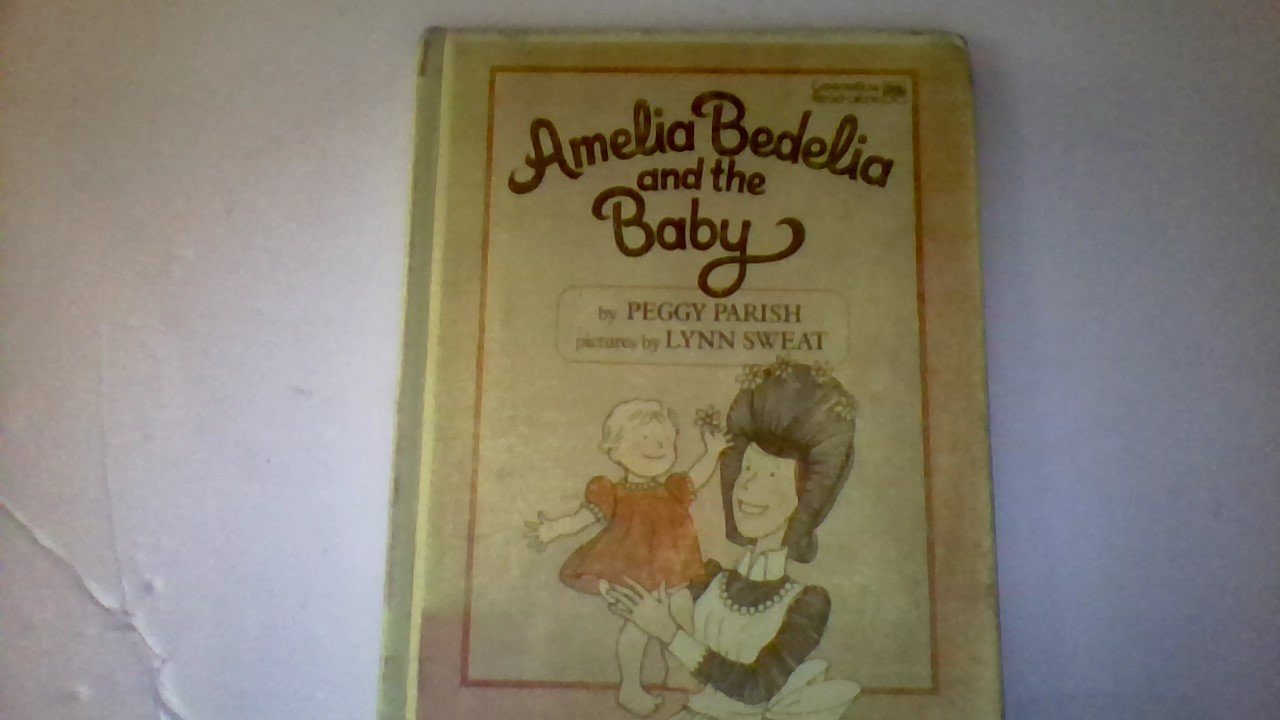 Amelia Bedelia
and the
Baby
by PEGGY PARISH
pictures by LYNN SWEAT